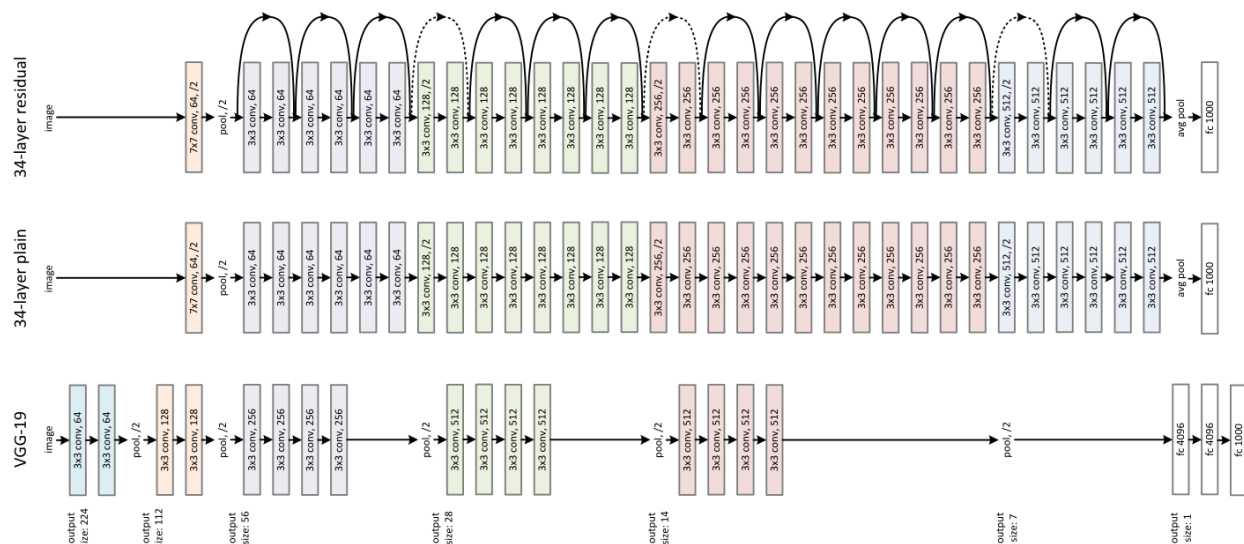 output
size: 224
output
size: 112
output
size: 56
output
size: 28
output
size: 14
output
size: 7
output
size: 1
VGG-19
image
3x3 conv, 64
3x3 conv, 64
pool, /2
3x3 conv, 128
3x3 conv, 128
pool, /2
3x3 conv, 256
3x3 conv, 256
3x3 conv, 256
3x3 conv, 256
pool, /2
3x3 conv, 512
3x3 conv, 512
3x3 conv, 512
3x3 conv, 512
pool, /2
3x3 conv, 512
3x3 conv, 512
3x3 conv, 512
3x3 conv, 512
pool, /2
fc 4096
fc 4096
fc 1000
34-layer plain
image
7x7 conv, 64, /2
pool, /2
3x3 conv, 64
3x3 conv, 64
3x3 conv, 64
3x3 conv, 64
3x3 conv, 64
3x3 conv, 64
3x3 conv, 128, /2
3x3 conv, 128
3x3 conv, 128
3x3 conv, 128
3x3 conv, 128
3x3 conv, 128
3x3 conv, 128
3x3 conv, 128
3x3 conv, 256, /2
3x3 conv, 256
3x3 conv, 256
3x3 conv, 256
3x3 conv, 256
3x3 conv, 256
3x3 conv, 256
3x3 conv, 256
3x3 conv, 256
3x3 conv, 256
3x3 conv, 256
3x3 conv, 256
3x3 conv, 512, /2
3x3 conv, 512
3x3 conv, 512
3x3 conv, 512
3x3 conv, 512
3x3 conv, 512
avg pool
fc 1000
34-layer residual
image
7x7 conv, 64, /2
pool, /2
3x3 conv, 64
3x3 conv, 64
3x3 conv, 64
3x3 conv, 64
3x3 conv, 64
3x3 conv, 64
3x3 conv, 128, /2
3x3 conv, 128
3x3 conv, 128
3x3 conv, 128
3x3 conv, 128
3x3 conv, 128
3x3 conv, 128
3x3 conv, 128
3x3 conv, 256, /2
3x3 conv, 256
3x3 conv, 256
3x3 conv, 256
3x3 conv, 256
3x3 conv, 256
3x3 conv, 256
3x3 conv, 256
3x3 conv, 256
3x3 conv, 256
3x3 conv, 256
3x3 conv, 256
3x3 conv, 512, /2
3x3 conv, 512
3x3 conv, 512
3x3 conv, 512
3x3 conv, 512
3x3 conv, 512
avg pool
fc 1000